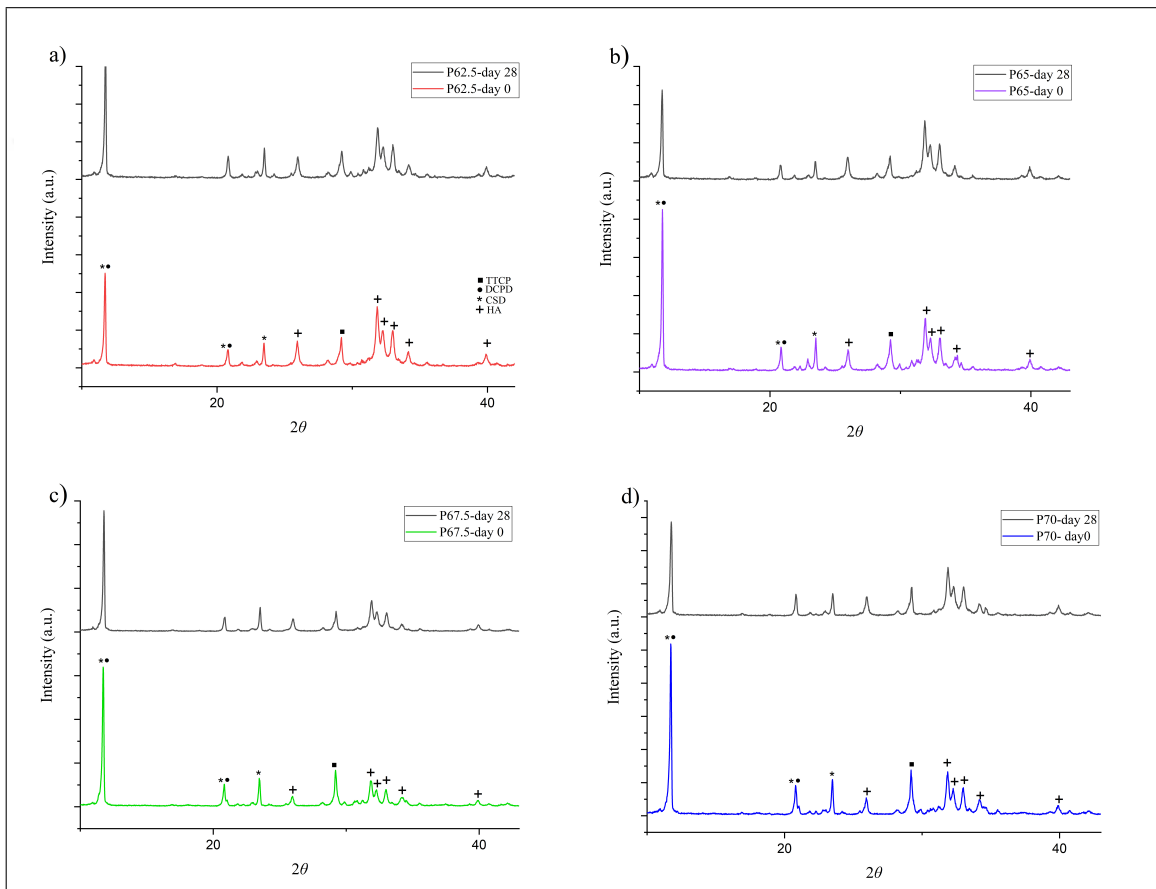 a)
P62.5-day 28
P62.5-day 0
Intensity (a.u.)
*●
*●
*
+
■
+
+
+
+
+
■ TTCP
● DCPD
* CSD
+ HA
20
40
2θ
b)
P65-day 28
P65-day 0
Intensity (a.u.)
*●
*●
*
+
■
+
+
+
+
+
20
40
2θ
c)
P67.5-day 28
P67.5-day 0
Intensity (a.u.)
*●
*●
*
+
■
+
+
+
+
+
20
40
2θ
d)
P70-day 28
P70- day0
Intensity (a.u.)
*●
*●
*
+
■
+
+
+
+
+
20
40
2θ